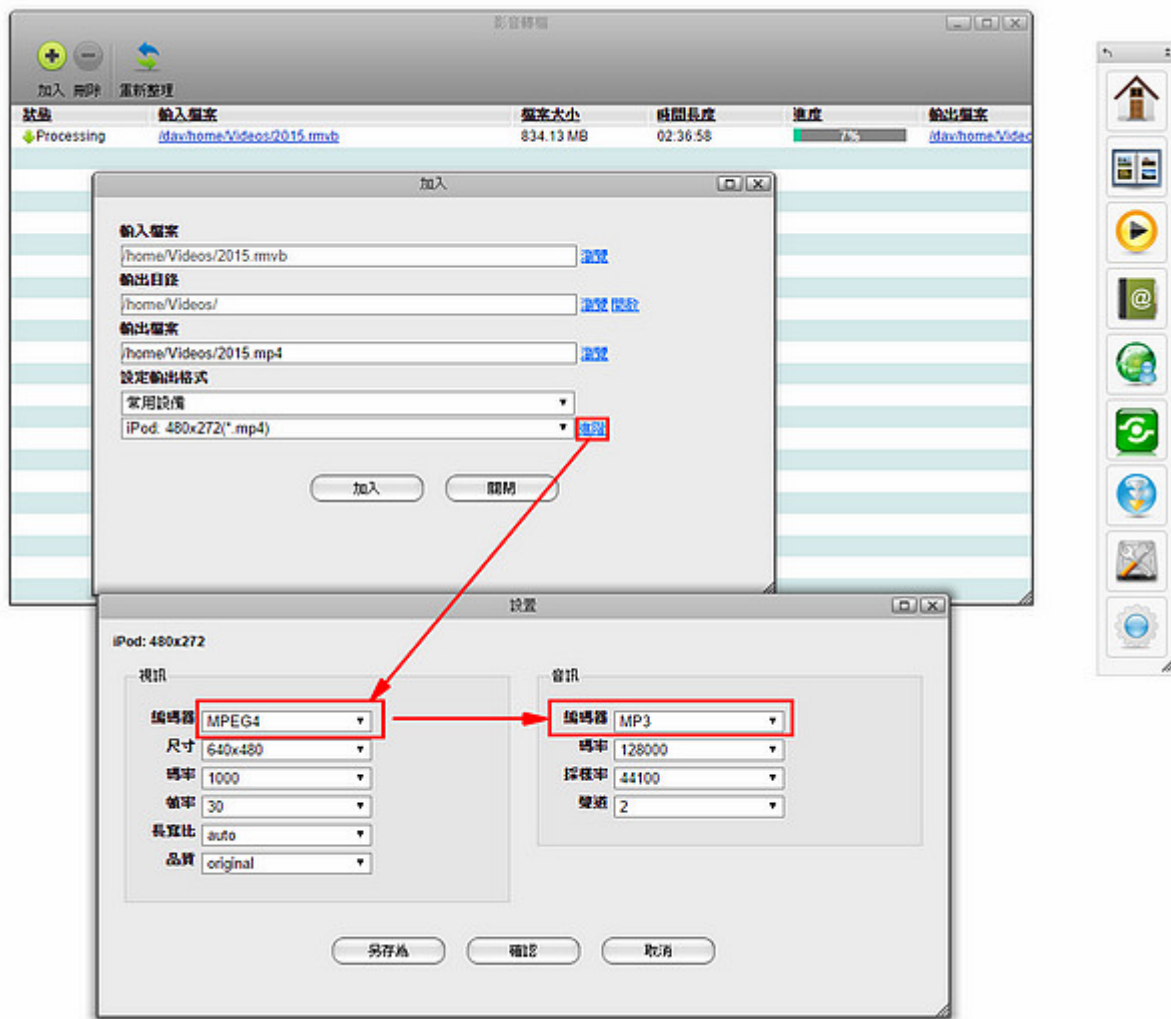 影音轉檔
加入 刪除 重新整理
狀態 輸入檔案 檔案大小 時間長度 進度 輸出檔案
Processing /dav/home/Videos/2015.rmvb 834.13 MB 02:36:58 7% /dav/home/Videc
加入
輸入檔案
/home/Videos/2015.rmvb 瀏覽
輸出目錄
/home/Videos/ 瀏覽 開啟
輸出檔案
/home/Videos/2015.mp4 瀏覽
設定輸出格式
常用設備
iPod: 480x272(*.mp4) 進階
加入 關閉
設置
iPod: 480x272
視訊 音訊
編碼器 MPEG4 編碼器 MP3
尺寸 640x480 碼率 128000
碼率 1000 採樣率 44100
幀率 30 聲道 2
長寬比 auto
品質 original
另存為 確認 取消